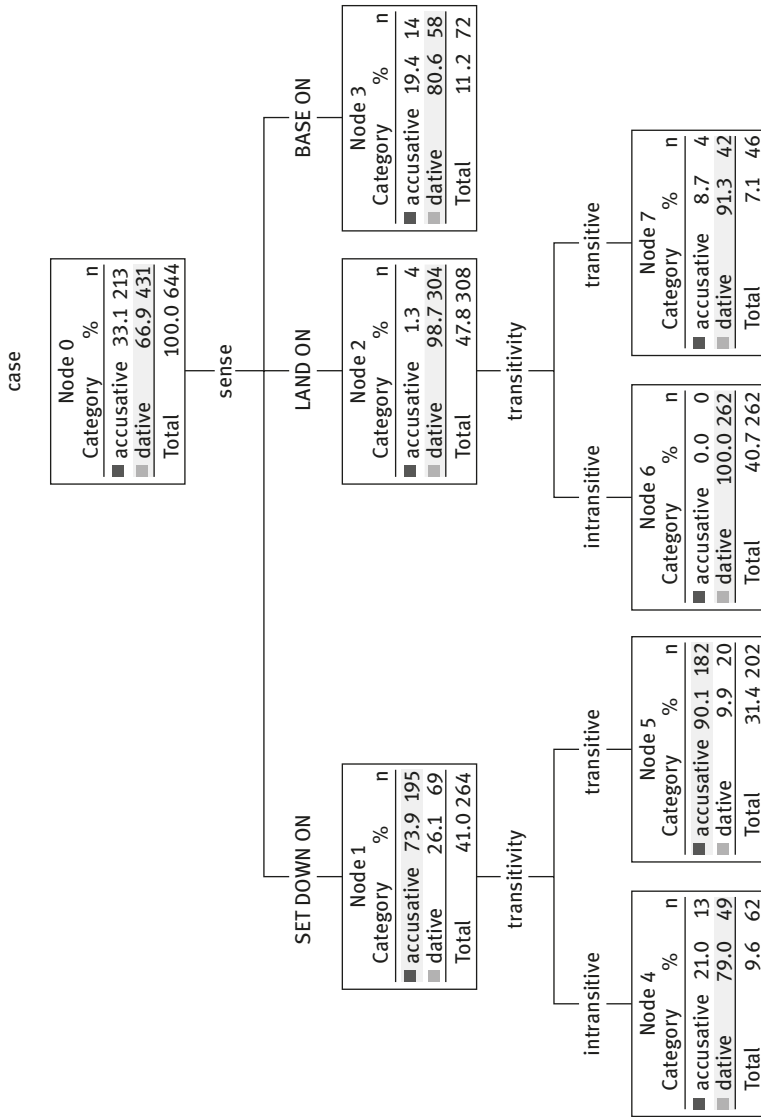 case
Node 0
Category % n
accusative 33.1 213
dative 66.9 431
Total 100.0 644
sense
SET DOWN ON
LAND ON
BASE ON
Node 1
Category % n
accusative 73.9 195
dative 26.1 69
Total 41.0 264
Node 2
Category % n
accusative 1.3 4
dative 98.7 304
Total 47.8 308
Node 3
Category % n
accusative 19.4 14
dative 80.6 58
Total 11.2 72
transitivity
transitivity
intransitive
transitive
intransitive
transitive
Node 4
Category % n
accusative 21.0 13
dative 79.0 49
Total 9.6 62
Node 5
Category % n
accusative 90.1 182
dative 9.9 20
Total 31.4 202
Node 6
Category % n
accusative 0.0 0
dative 100.0 262
Total 40.7 262
Node 7
Category % n
accusative 8.7 4
dative 91.3 42
Total 7.1 46